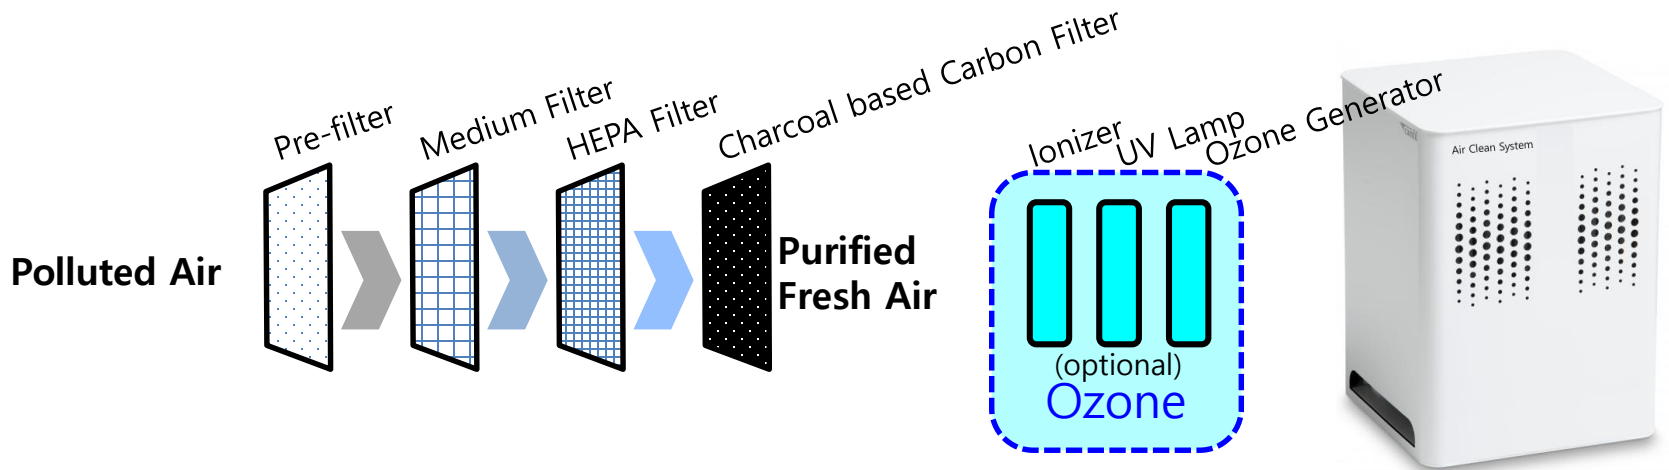 Pre-filter
Medium Filter
HEPA Filter
Charcoal based Carbon Filter
Ionizer
UV Lamp
Ozone Generator
Polluted Air
Purified
Fresh Air
(optional)
Ozone
Air Clean System